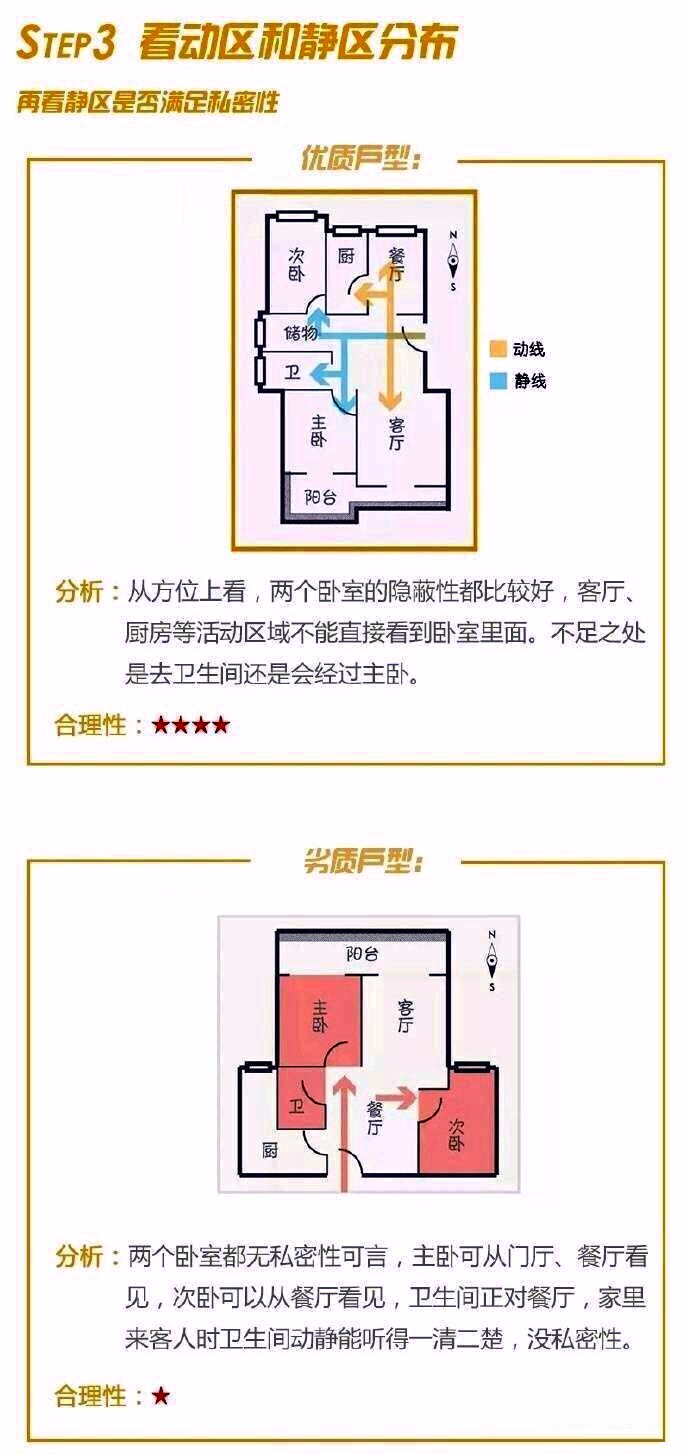 STEP3 看动区和静区分布
再看静区是否满足私密性
优质戶型：
N
次卧
厨
餐厅
S
储物
动线
卫
静线
主卧
客厅
阳台
分析：从方位上看，两个卧室的隐蔽性都比较好，客厅、
厨房等活动区域不能直接看到卧室里面。不足之处
是去卫生间还是会经过主卧。
合理性：★★★★
劣质戶型：
N
阳台
S
主卧
客厅
卫
餐厅
次卧
厨
分析：两个卧室都无私密性可言，主卧可从门厅、餐厅看
见，次卧可以从餐厅看见，卫生间正对餐厅，家里
来客人时卫生间动静能听得一清二楚，没私密性。
合理性：★